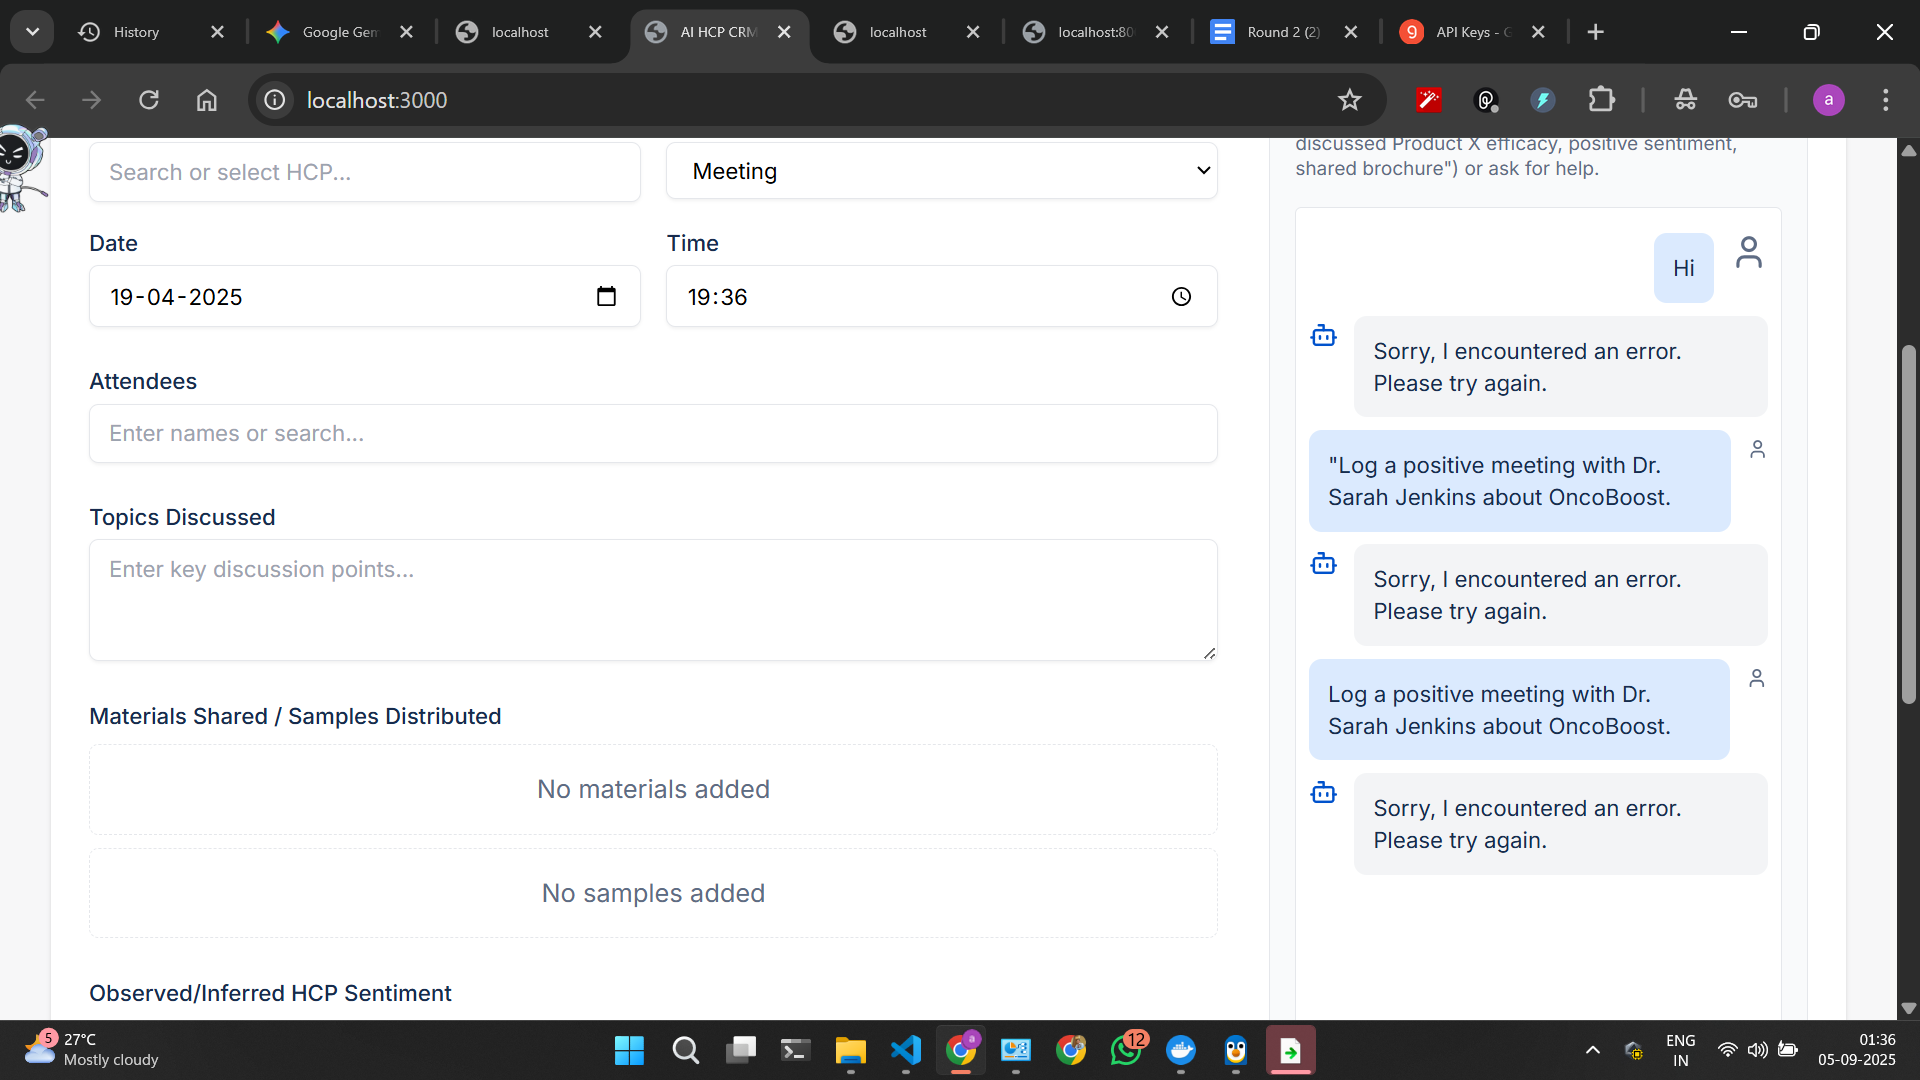 History
Google Gen
localhost
AI HCP CRM
localhost
localhost:80
Round 2 (2)
9
API Keys - G
localhost:3000
a
Search or select HCP...
Meeting
Date
Time
19-04-2025
19:36
Attendees
Enter names or search...
Topics Discussed
Enter key discussion points...
Materials Shared / Samples Distributed
No materials added
No samples added
Observed/Inferred HCP Sentiment
discussed Product X efficacy, positive sentiment,
shared brochure") or ask for help.
Hi
Sorry, I encountered an error.
Please try again.
"Log a positive meeting with Dr.
Sarah Jenkins about OncoBoost.
Sorry, I encountered an error.
Please try again.
Log a positive meeting with Dr.
Sarah Jenkins about OncoBoost.
Sorry, I encountered an error.
Please try again.
5
27°C
Mostly cloudy
a
12
ENG
IN
01:36
05-09-2025